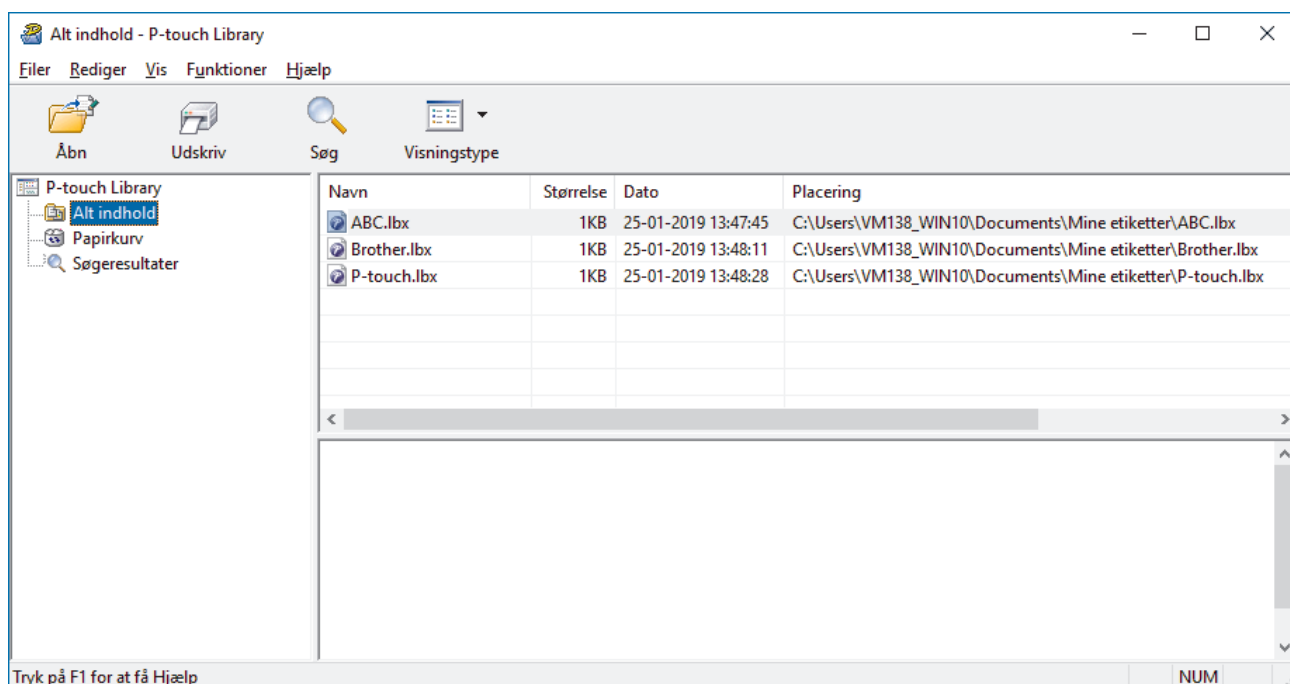 Alt indhold - P-touch Library
Filer Rediger Vis Funktioner Hjælp
Åbn Udskriv Søg Visningstype
P-touch Library
Alt indhold
Papirkurv
Søgeresultater
Navn Størrelse Dato Placering
ABC.lbx 1KB 25-01-2019 13:47:45 C:\Users\VM138_WIN10\Documents\Mine etiketter\ABC.lbx
Brother.lbx 1KB 25-01-2019 13:48:11 C:\Users\VM138_WIN10\Documents\Mine etiketter\Brother.lbx
P-touch.lbx 1KB 25-01-2019 13:48:28 C:\Users\VM138_WIN10\Documents\Mine etiketter\P-touch.lbx
Tryk på F1 for at få Hjælp NUM